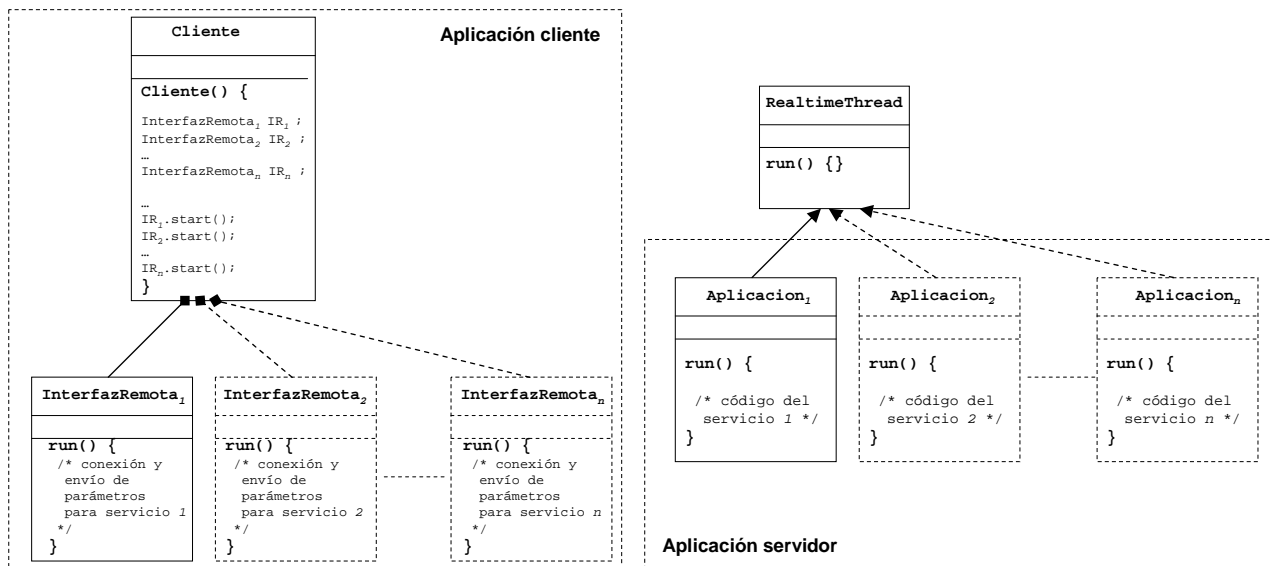 Cliente
Aplicación cliente
Cliente() {
InterfazRemota1 IR1 ;
InterfazRemota2 IR2 ;
…
InterfazRemotan IRn ;
…
IR1.start();
IR2.start();
…
IRn.start();
}
InterfazRemota1
run() {
/* conexión y
envío de
parámetros
para servicio 1
*/
}
InterfazRemota2
run() {
/* conexión y
envío de
parámetros
para servicio 2
*/
}
InterfazRemotan
run() {
/* conexión y
envío de
parámetros
para servicio n
*/
}
RealtimeThread
run() {}
Aplicacion1
run() {
/* código del
servicio 1 */
}
Aplicacion2
run() {
/* código del
servicio 2 */
}
Aplicacionn
run() {
/* código del
servicio n */
}
Aplicación servidor